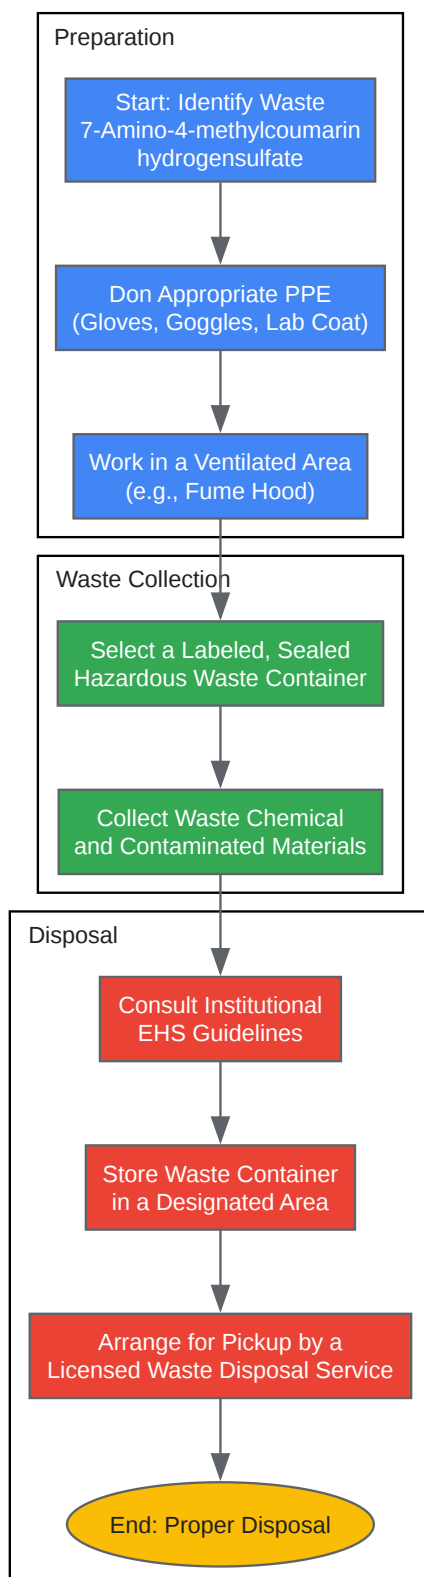 Preparation
Start: Identify Waste
7-Amino-4-methylcoumarin
hydrogensulfate
Don Appropriate PPE
(Gloves, Goggles, Lab Coat)
Work in a Ventilated Area
(e.g., Fume Hood)
Waste Collection
Select a Labeled, Sealed
Hazardous Waste Container
Collect Waste Chemical
and Contaminated Materials
Disposal
Consult Institutional
EHS Guidelines
Store Waste Container
in a Designated Area
Arrange for Pickup by a
Licensed Waste Disposal Service
End: Proper Disposal